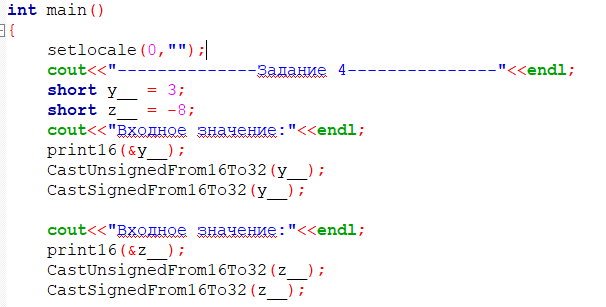 int main()
{
setlocale(0,"");
cout<<"--------------Задание 4---------------"<<endl;
short y__ = 3;
short z__ = -8;
cout<<"Входное значение:"<<endl;
print16(&y__);
CastUnsignedFrom16To32(y__);
CastSignedFrom16To32(y__);
cout<<"Входное значение:"<<endl;
print16(&z__);
CastUnsignedFrom16To32(z__);
CastSignedFrom16To32(z__);